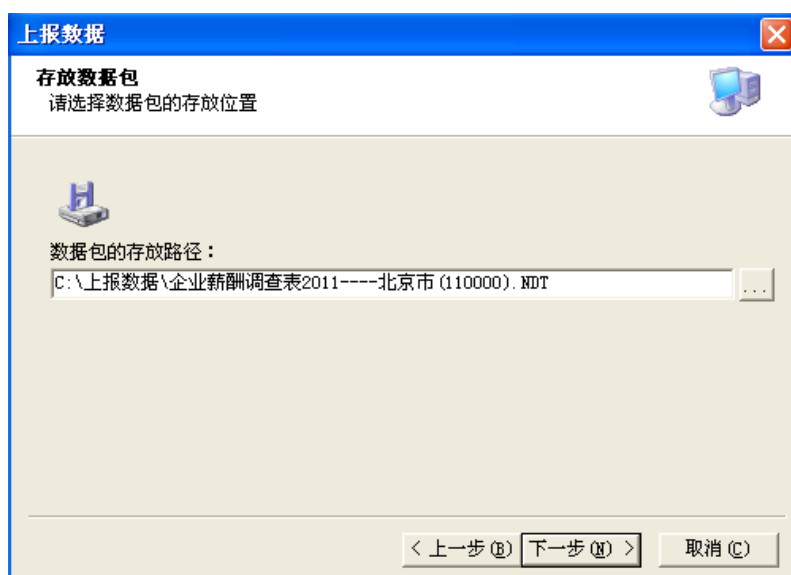 上报数据
存放数据包
请选择数据包的存放位置
数据包的存放路径：
C:\上报数据\企业薪酬调查表2011----北京市(110000).NDT
...
< 上一步(B) 下一步(N) > 取消(C)